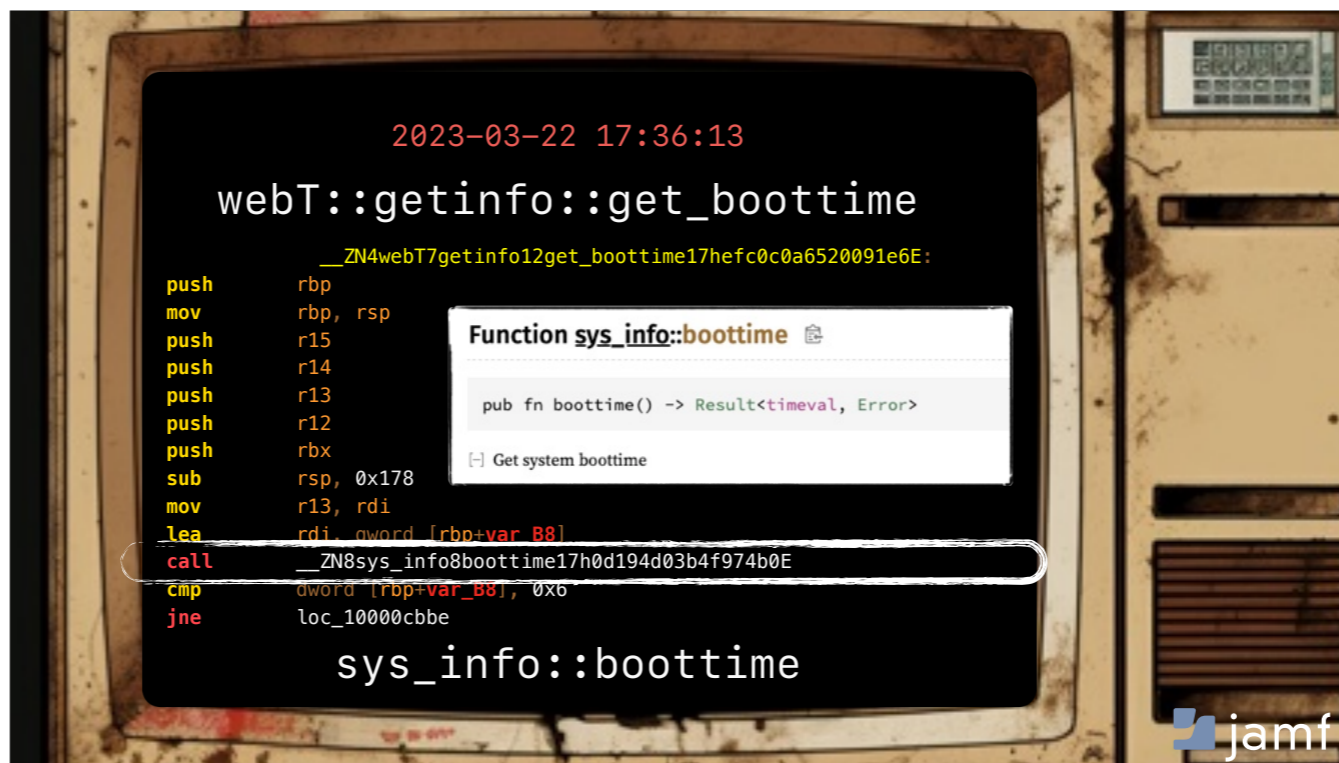 2023-03-22 17:36:13
webT::getinfo::get_boottime
__ZN4webT7getinfo12get_boottime17hefc0c0a6520091e6E:
push rbp
mov rbp, rsp
push r15
push r14
push r13
push r12
push rbx
sub rsp, 0x178
mov r13, rdi
lea rdi, qword [rbp+var_B8]
call __ZN8sys_info8boottime17h0d194d03b4f974b0E
cmp dword [rbp+var_B8], 0x6
jne loc_10000cbbe
Function sys_info::boottime
pub fn boottime() -> Result<timeval, Error>
[-] Get system boottime
sys_info::boottime
jamf